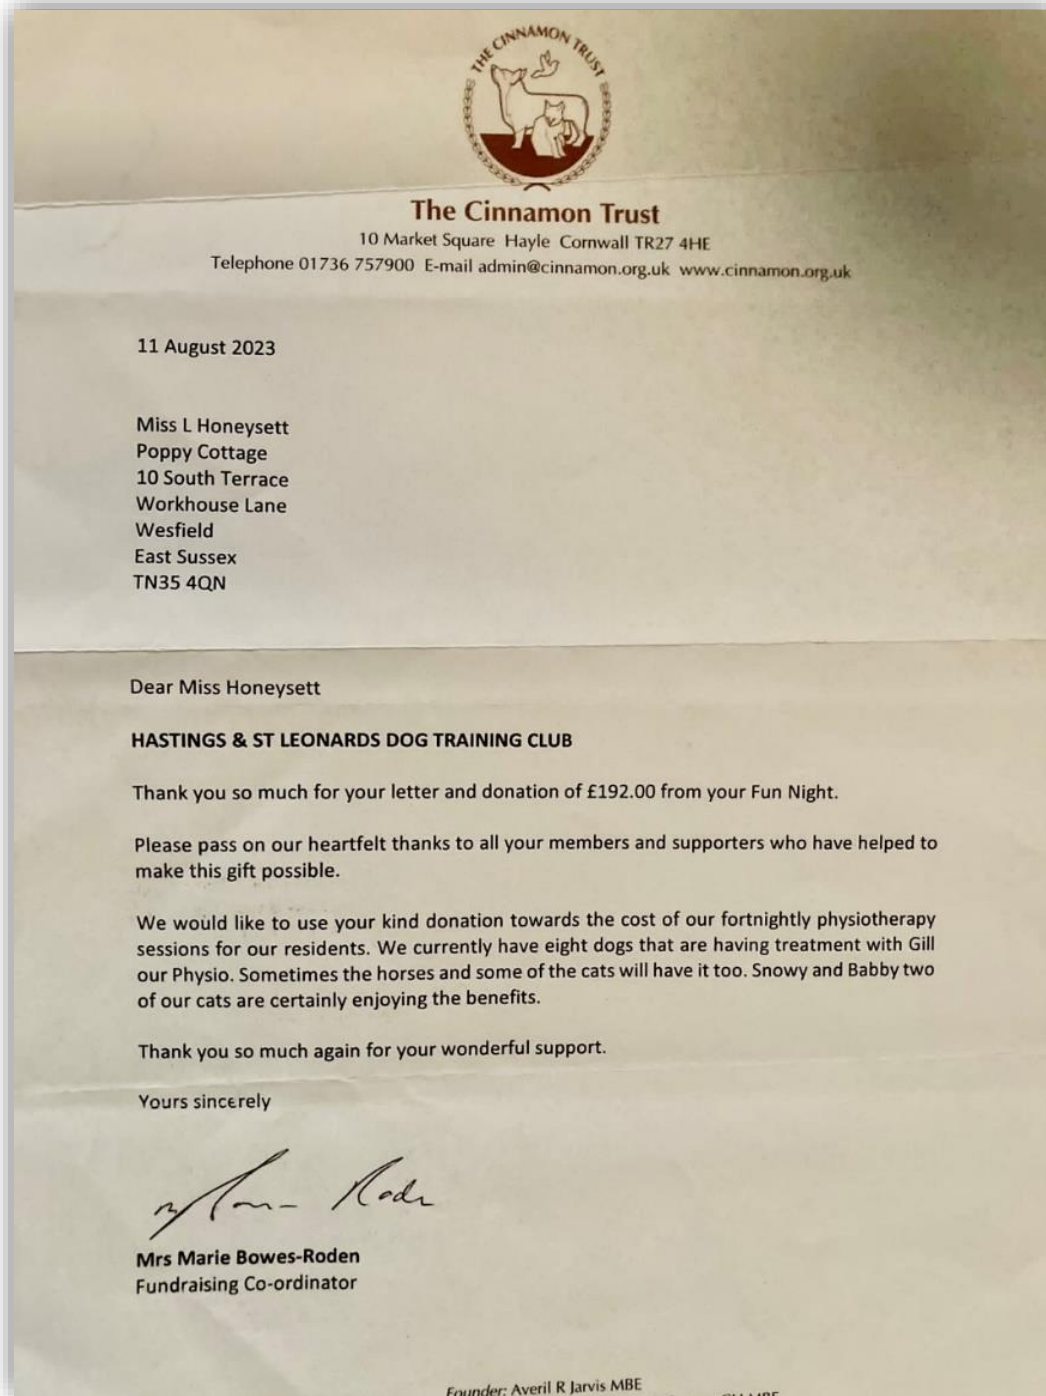 THE CINNAMON TRUST
The Cinnamon Trust
10 Market Square Hayle Cornwall TR27 4HE
Telephone 01736 757900 E-mail admin@cinnamon.org.uk www.cinnamon.org.uk
11 August 2023
Miss L Honeysett
Poppy Cottage
10 South Terrace
Workhouse Lane
Wesfield
East Sussex
TN35 4QN
Dear Miss Honeysett
HASTINGS & ST LEONARDS DOG TRAINING CLUB
Thank you so much for your letter and donation of £192.00 from your Fun Night.
Please pass on our heartfelt thanks to all your members and supporters who have helped to
make this gift possible.
We would like to use your kind donation towards the cost of our fortnightly physiotherapy
sessions for our residents. We currently have eight dogs that are having treatment with Gill
our Physio. Sometimes the horses and some of the cats will have it too. Snowy and Babby two
of our cats are certainly enjoying the benefits.
Thank you so much again for your wonderful support.
Yours sincerely
Mrs Marie Bowes-Roden
Fundraising Co-ordinator
Founder: Averil R Jarvis MBE